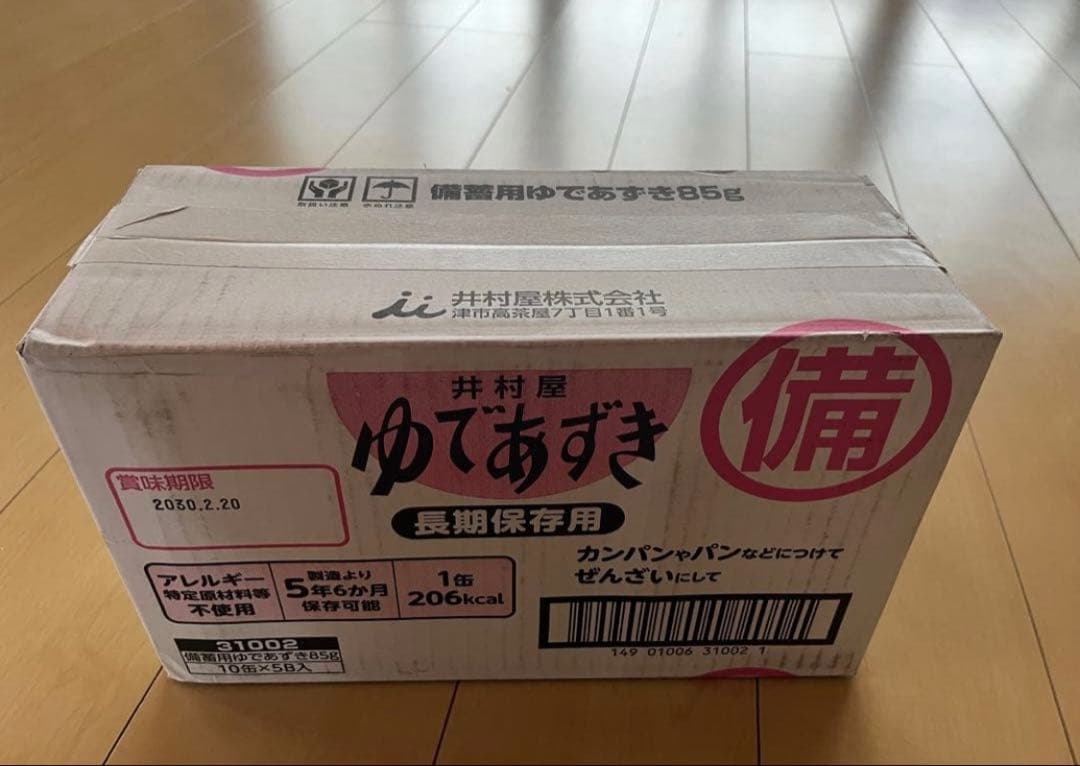 取扱い注意
水ぬれ注意
備蓄用ゆであずき85g
井村屋株式会社
津市高茶屋7丁目1番1号
井村屋
ゆであずき
長期保存用
備
賞味期限
2030.2.20
カンパンやパンなどにつけて
ぜんざいにして
アレルギー
特定原材料等
不使用
製造より
5年6か月
保存可能
1缶
206kcal
31002
備蓄用ゆであずき85g
10缶×5B入
149 01006 31002 1